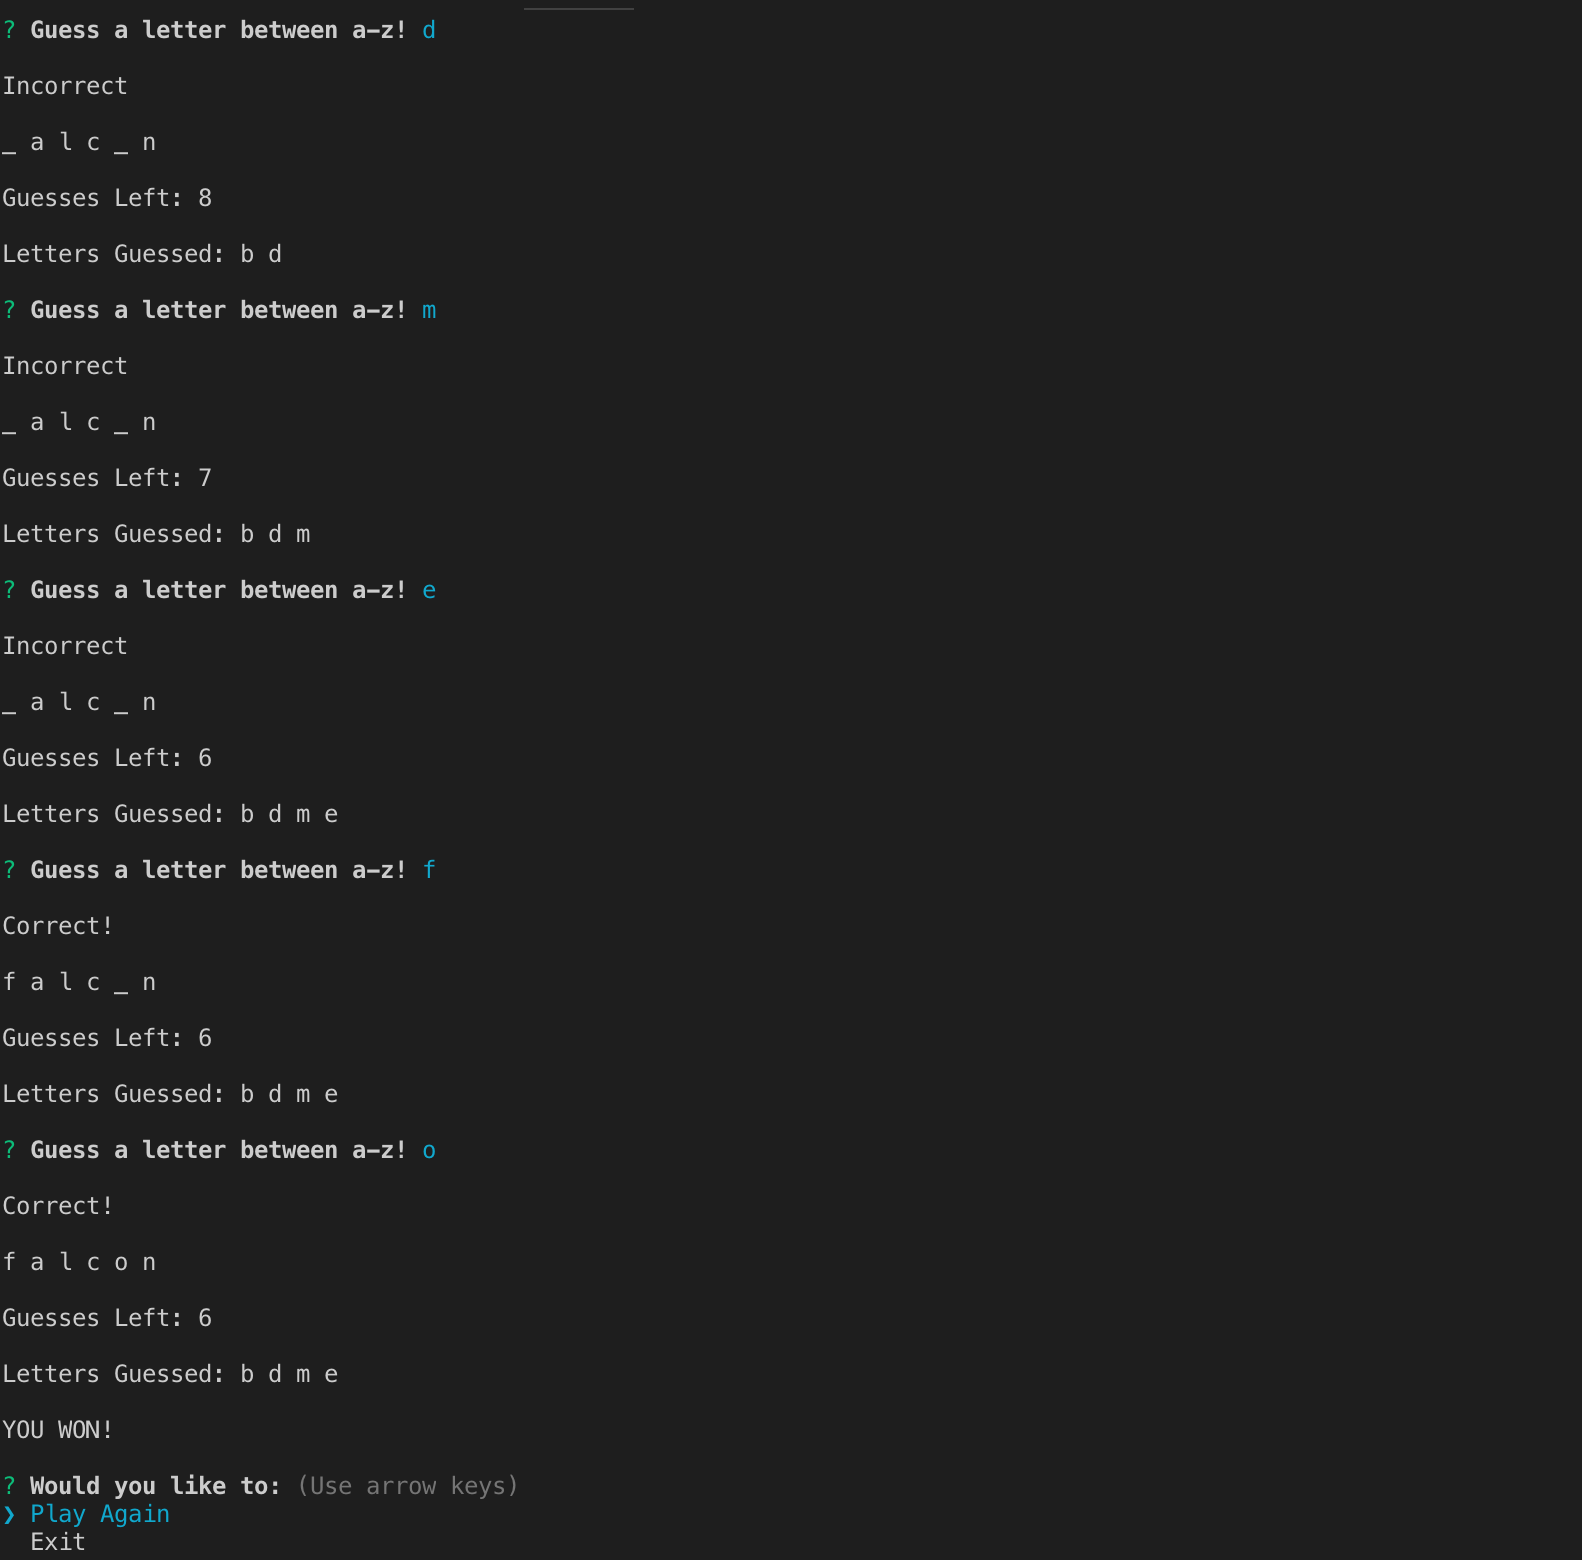 ? Guess a letter between a-z! d
Incorrect
_ a l c _ n
Guesses Left: 8
Letters Guessed: b d
? Guess a letter between a-z! m
Incorrect
_ a l c _ n
Guesses Left: 7
Letters Guessed: b d m
? Guess a letter between a-z! e
Incorrect
_ a l c _ n
Guesses Left: 6
Letters Guessed: b d m e
? Guess a letter between a-z! f
Correct!
f a l c _ n
Guesses Left: 6
Letters Guessed: b d m e
? Guess a letter between a-z! o
Correct!
f a l c o n
Guesses Left: 6
Letters Guessed: b d m e
YOU WON!
? Would you like to: (Use arrow keys)
❯ Play Again
Exit